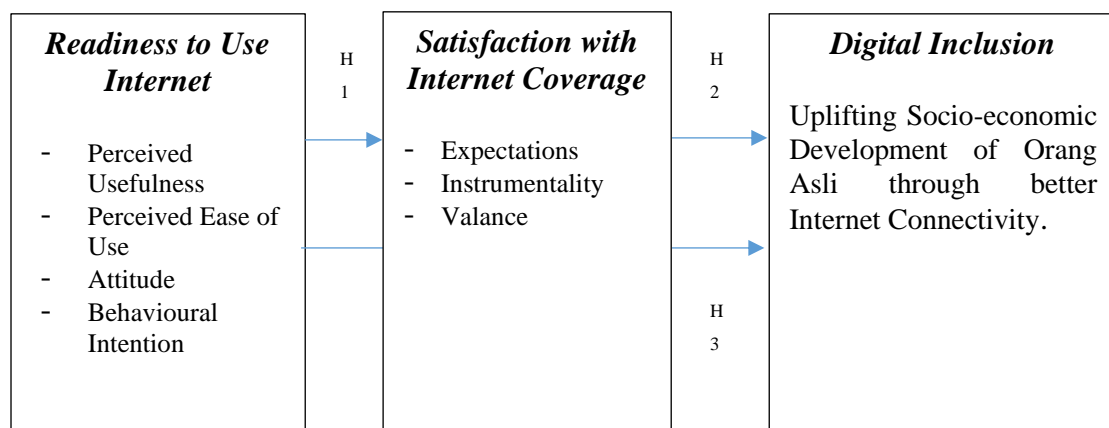 Readiness to Use
Internet
- Perceived
Usefulness
- Perceived Ease of
Use
- Attitude
- Behavioural
Intention
H
1
Satisfaction with
Internet Coverage
- Expectations
- Instrumentality
- Valance
H
2
H
3
Digital Inclusion
Uplifting Socio-economic
Development of Orang
Asli through better
Internet Connectivity.